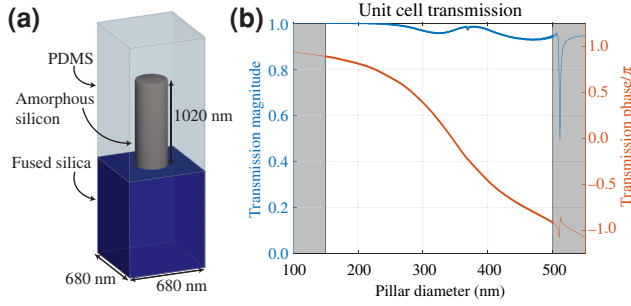 (a)
PDMS
Amorphous
silicon
Fused silica
1020 nm
680 nm
680 nm
(b)
Unit cell transmission
Transmission magnitude
1.0
0.8
0.6
0.4
0.2
0.0
100
200
300
400
500
Pillar diameter (nm)
1.0
0.5
0.0
−0.5
−1.0
Transmission phase/π